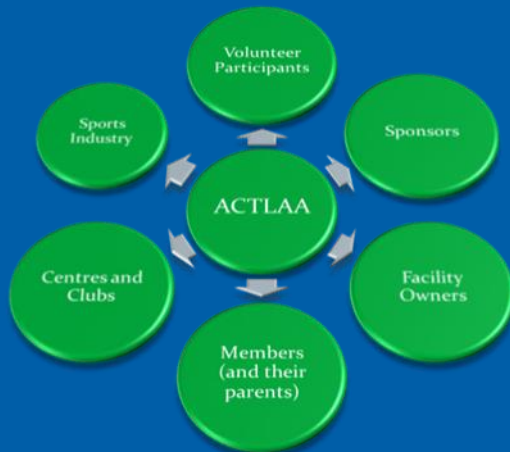 Volunteer
Participants
Sports
Industry
Sponsors
ACTLAA
Centres and
Clubs
Facility
Owners
Members
(and their
parents)